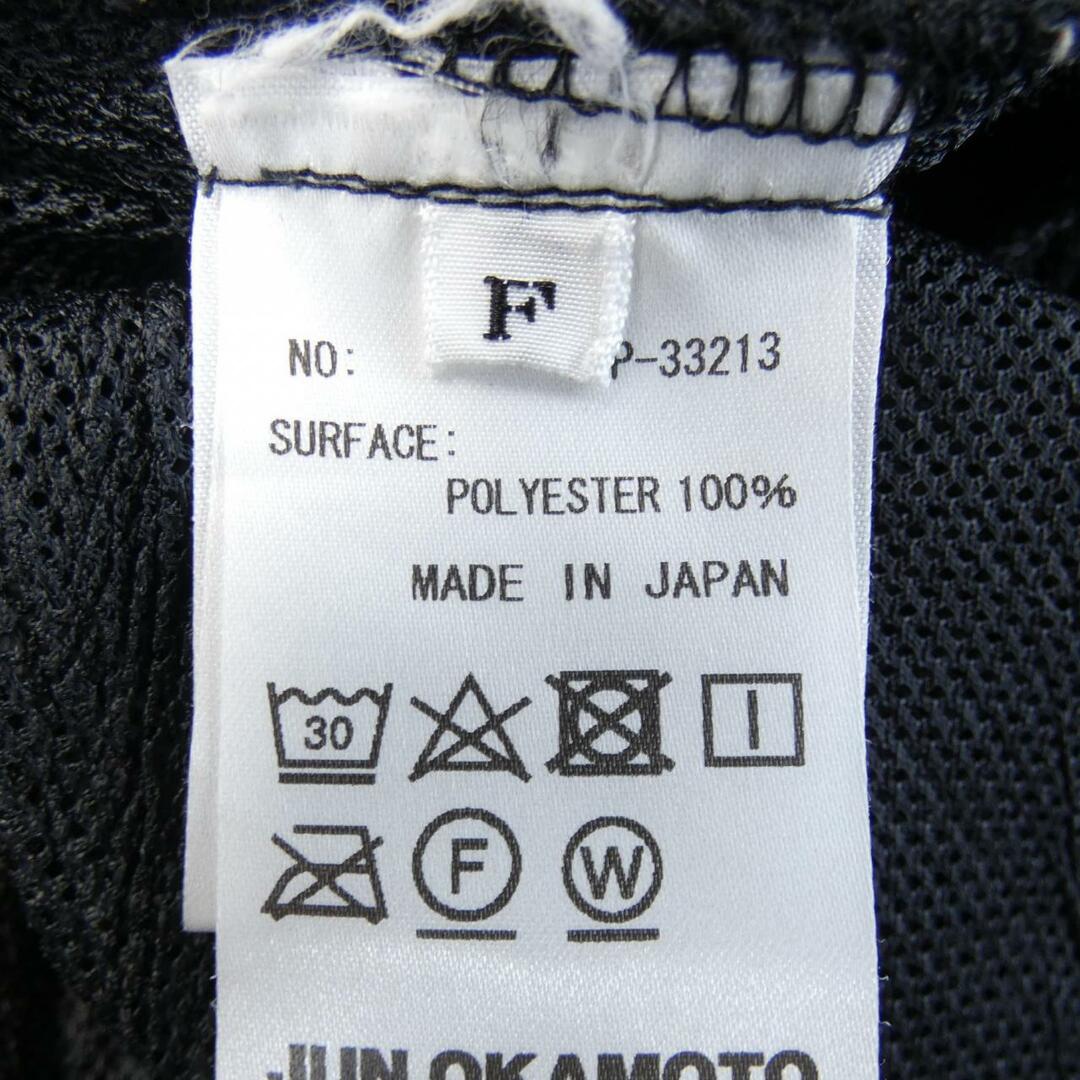 F
NO: P-33213
SURFACE:
POLYESTER 100%
MADE IN JAPAN
30
F W
JUN OKAMOTO